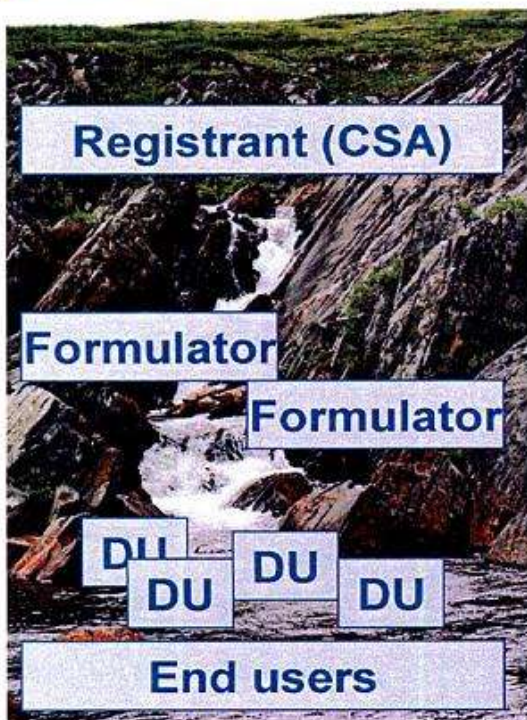 Registrant (CSA)
Formulator
Formulator
DU
DU
DU
DU
End users